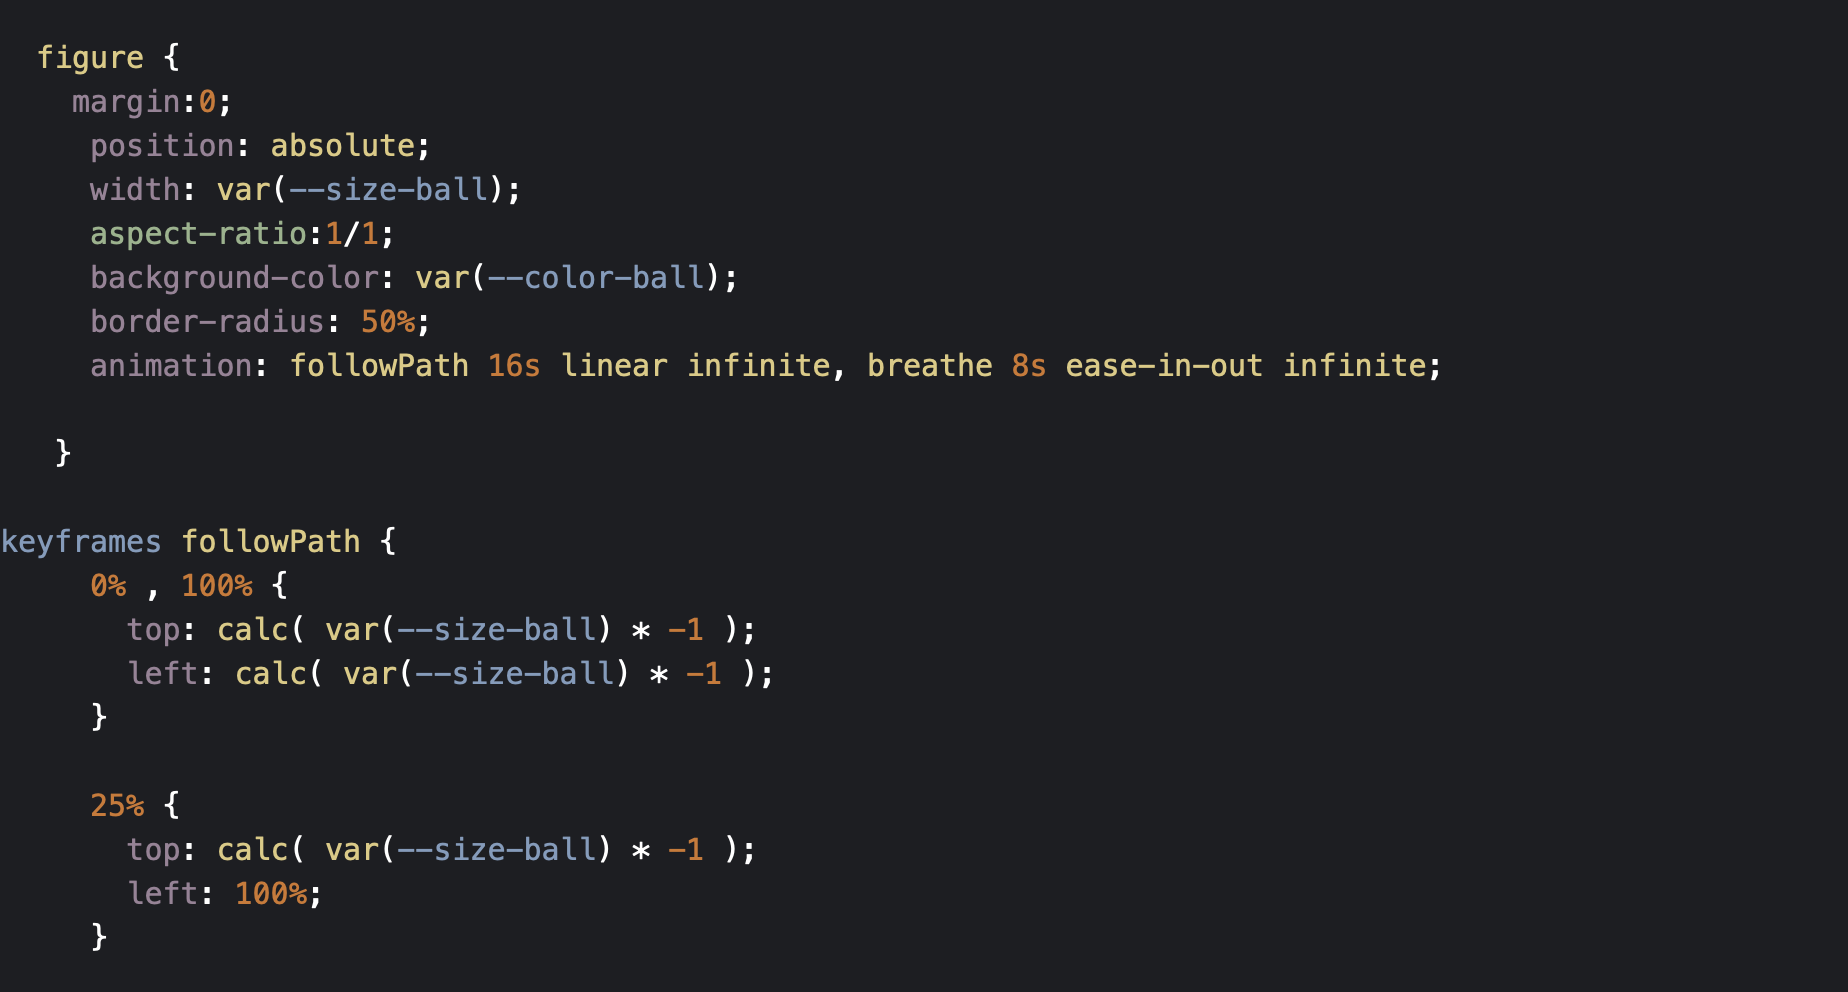 figure {
margin:0;
position: absolute;
width: var(--size-ball);
aspect-ratio:1/1;
background-color: var(--color-ball);
border-radius: 50%;
animation: followPath 16s linear infinite, breathe 8s ease-in-out infinite;
}
keyframes followPath {
0% , 100% {
top: calc( var(--size-ball) * -1 );
left: calc( var(--size-ball) * -1 );
}
25% {
top: calc( var(--size-ball) * -1 );
left: 100%;
}